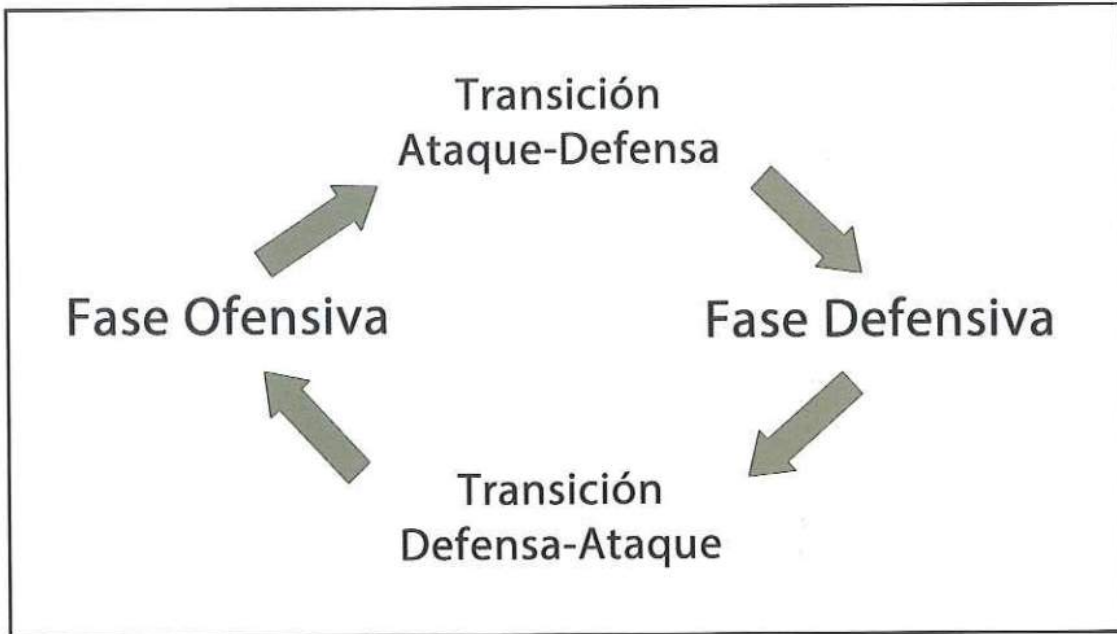 Transición
Ataque-Defensa
Fase Ofensiva
Fase Defensiva
Transición
Defensa-Ataque